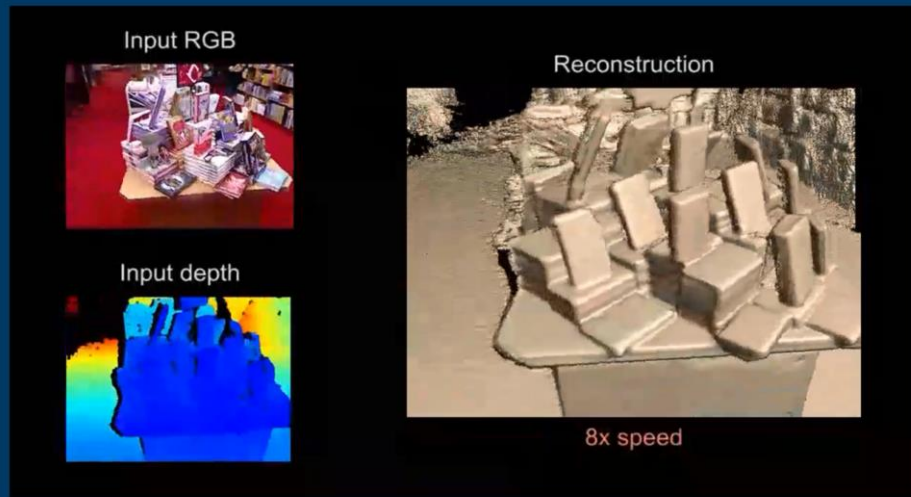 Input RGB
Reconstruction
Input depth
8x speed